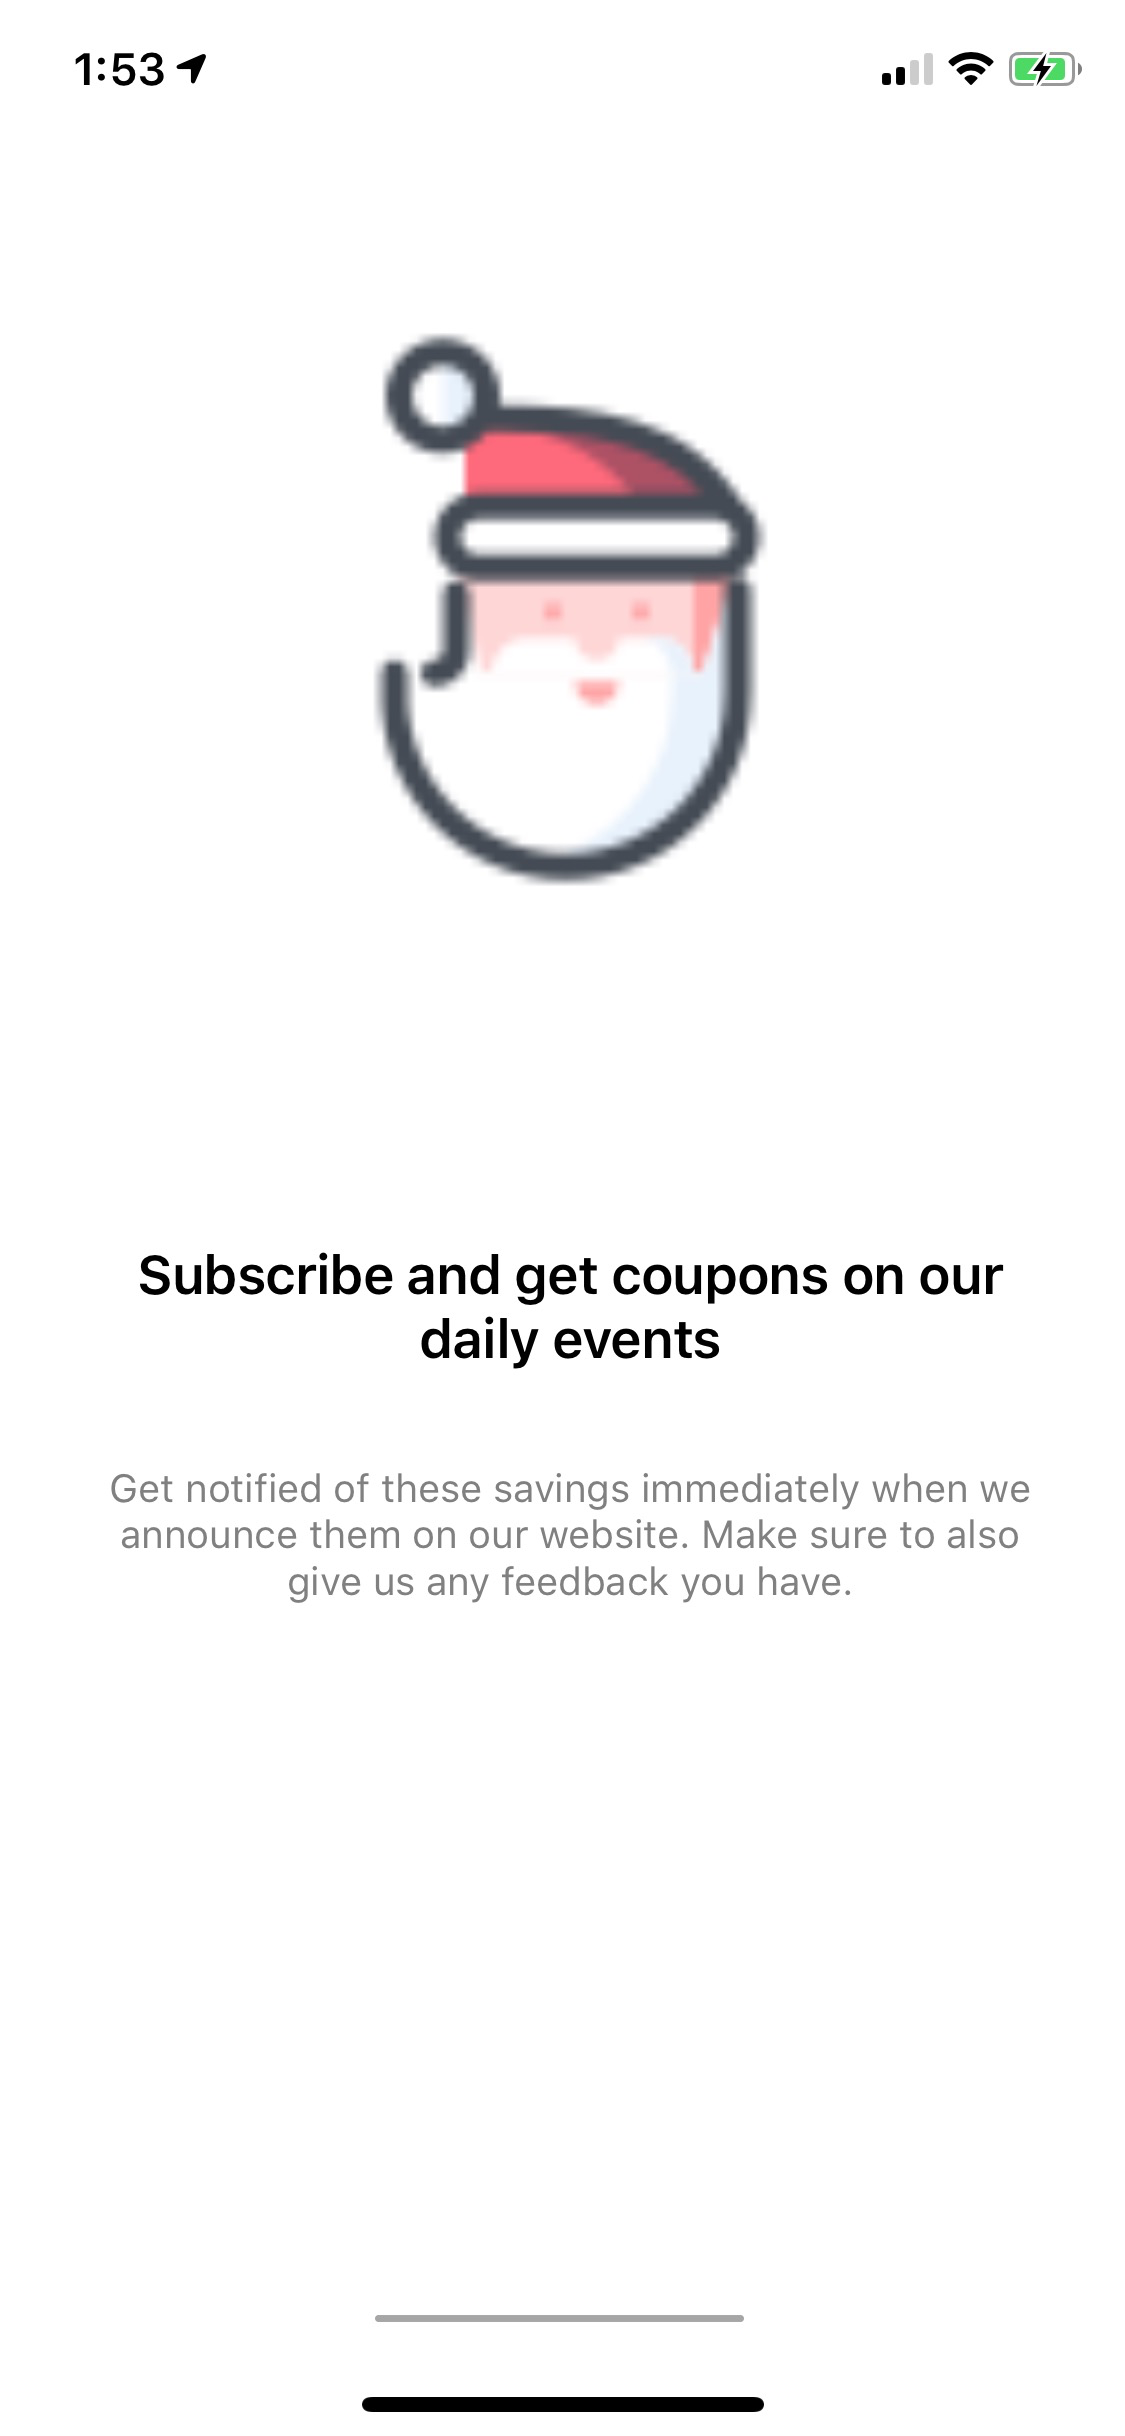 1:53
Subscribe and get coupons on our
daily events
Get notified of these savings immediately when we
announce them on our website. Make sure to also
give us any feedback you have.